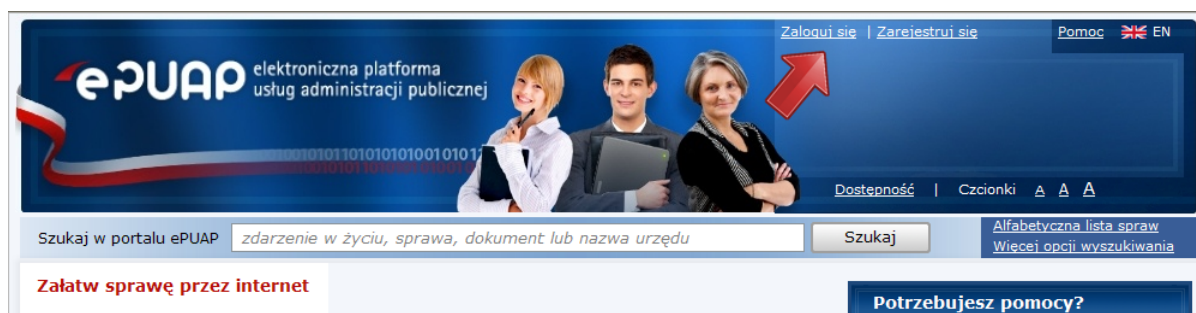 Zaloguj się | Zarejestruj się
Pomoc EN
ePUAP
elektroniczna platforma
usług administracji publicznej
Dostępność | Czcionki A A A
Szukaj w portalu ePUAP zdarzenie w życiu, sprawa, dokument lub nazwa urzędu Szukaj
Alfabetyczna lista spraw
Więcej opcji wyszukiwania
Załatw sprawę przez internet
Potrzebujesz pomocy?